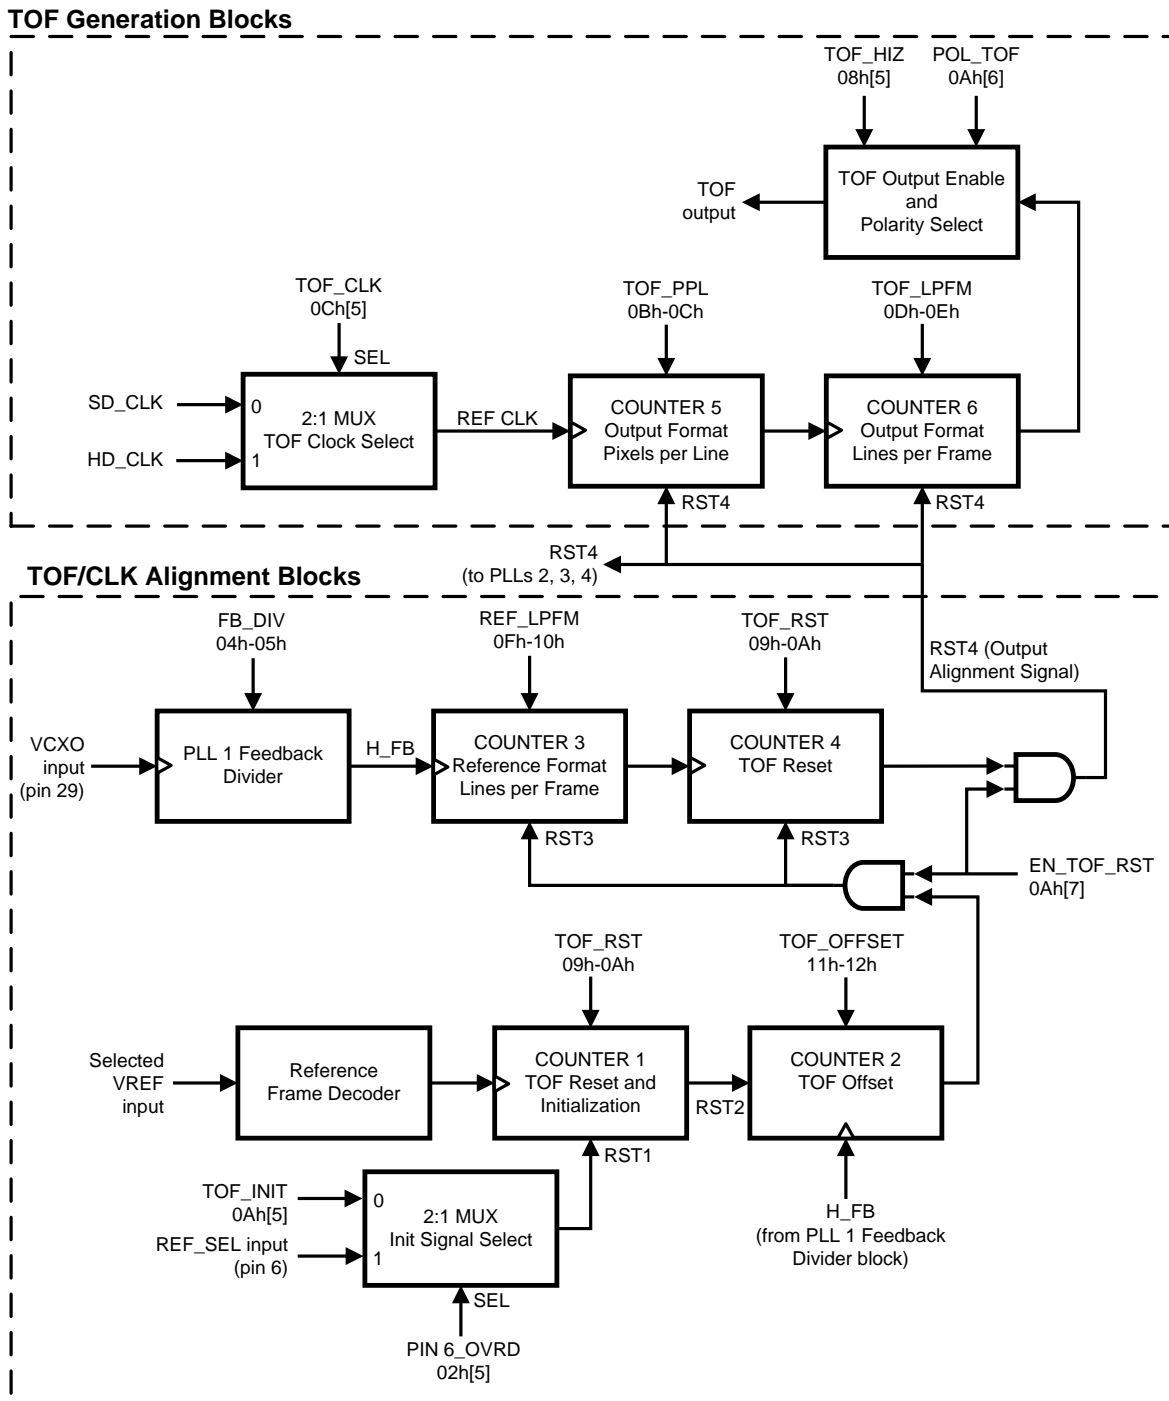 TOF Generation Blocks
TOF_HIZ
08h[5]
POL_TOF
0Ah[6]
TOF Output Enable
and
Polarity Select
TOF
output
TOF_CLK
0Ch[5]
SEL
TOF_PPL
0Bh-0Ch
TOF_LPFM
0Dh-0Eh
SD_CLK
HD_CLK
0
1
2:1 MUX
TOF Clock Select
REF CLK
COUNTER 5
Output Format
Pixels per Line
COUNTER 6
Output Format
Lines per Frame
RST4
RST4
RST4
(to PLLs 2, 3, 4)
TOF/CLK Alignment Blocks
FB_DIV
04h-05h
REF_LPFM
0Fh-10h
TOF_RST
09h-0Ah
RST4 (Output
Alignment Signal)
VCXO
input
(pin 29)
PLL 1 Feedback
Divider
H_FB
COUNTER 3
Reference Format
Lines per Frame
COUNTER 4
TOF Reset
RST3
RST3
EN_TOF_RST
0Ah[7]
TOF_RST
09h-0Ah
TOF_OFFSET
11h-12h
Selected
VREF
input
Reference
Frame Decoder
COUNTER 1
TOF Reset and
Initialization
RST2
COUNTER 2
TOF Offset
RST1
TOF_INIT
0Ah[5]
REF_SEL input
(pin 6)
0
1
2:1 MUX
Init Signal Select
H_FB
(from PLL 1 Feedback
Divider block)
SEL
PIN 6_OVRD
02h[5]